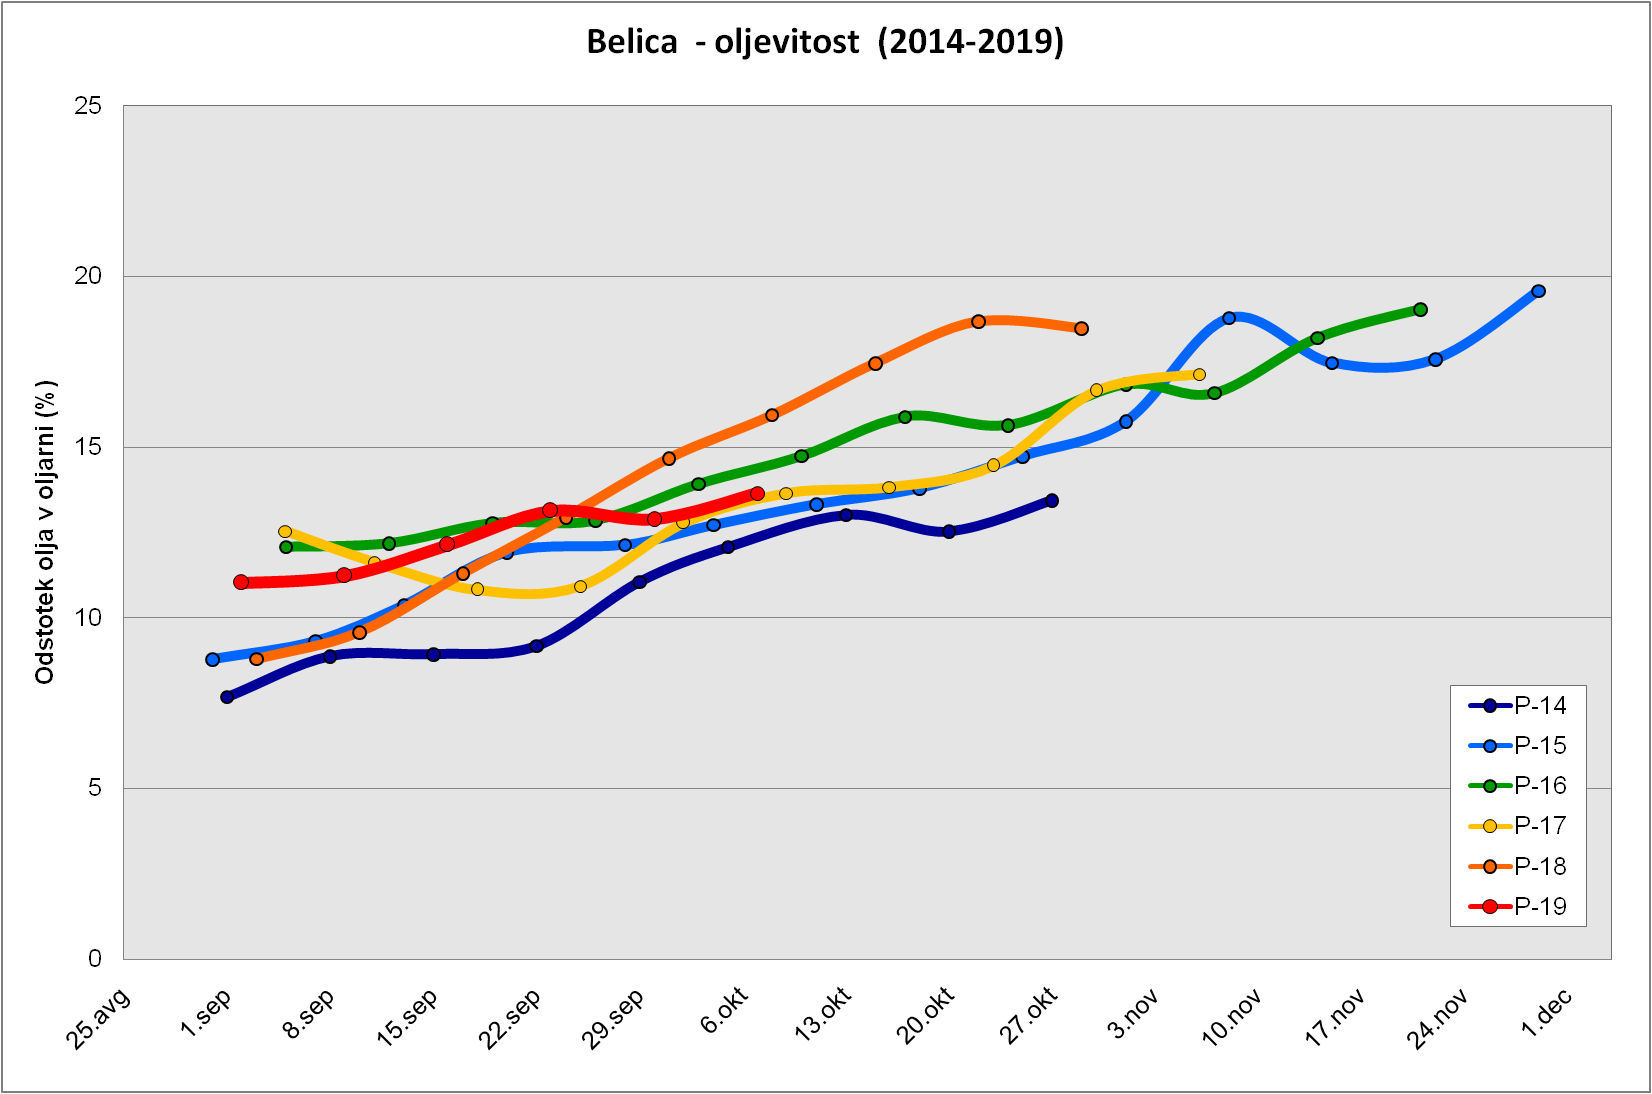 Belica - oljevitost (2014-2019)
Odstotek olja v oljarni (%)
25
20
15
10
5
0
25.avg
1.sep
8.sep
15.sep
22.sep
29.sep
6.okt
13.okt
20.okt
27.okt
3.nov
10.nov
17.nov
24.nov
1.dec
P-14
P-15
P-16
P-17
P-18
P-19